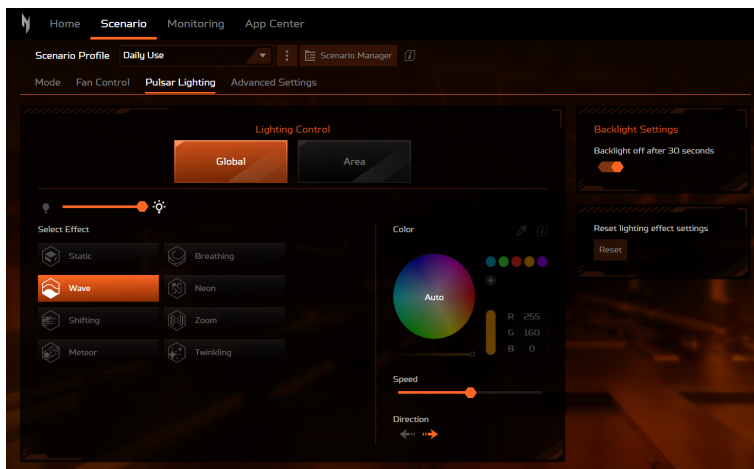 Home Scenario Monitoring App Center
Scenario Profile Daily Use Scenario Manager
Mode Fan Control Pulsar Lighting Advanced Settings
Lighting Control
Global Area
Select Effect
Static Breathing
Wave Neon
Shifting Zoom
Meteor Twinkling
Color
Auto
R 255
G 160
B 0
Speed
Direction
Backlight Settings
Backlight off after 30 seconds
Reset lighting effect settings
Reset